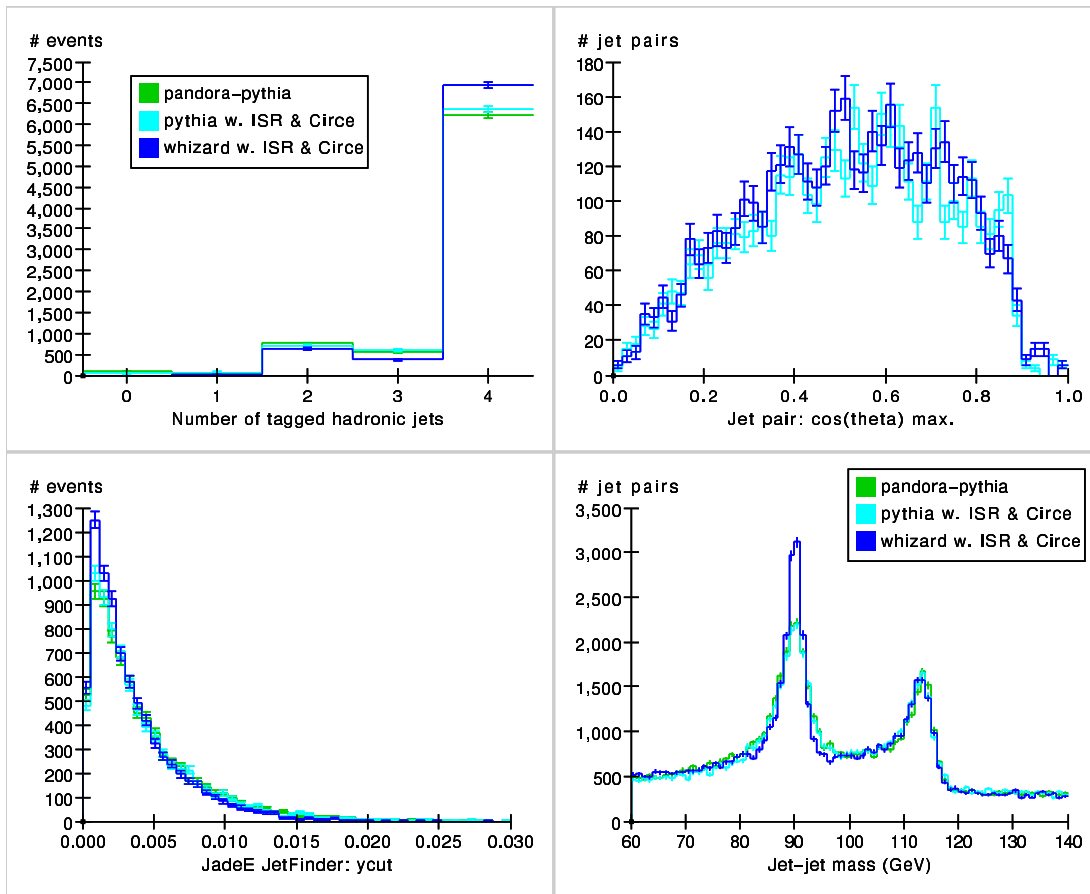 # events
7,500
7,000
6,500
6,000
5,500
5,000
4,500
4,000
3,500
3,000
2,500
2,000
1,500
1,000
500
0
pandora-pythia
pythia w. ISR & Circe
whizard w. ISR & Circe
0 1 2 3 4
Number of tagged hadronic jets
# jet pairs
180
160
140
120
100
80
60
40
20
0
0.0 0.2 0.4 0.6 0.8 1.0
Jet pair: cos(theta) max.
# events
1,300
1,200
1,100
1,000
900
800
700
600
500
400
300
200
100
0
0.000 0.005 0.010 0.015 0.020 0.025 0.030
JadeE JetFinder: ycut
# jet pairs
pandora-pythia
pythia w. ISR & Circe
whizard w. ISR & Circe
3,500
3,000
2,500
2,000
1,500
1,000
500
0
60 70 80 90 100 110 120 130 140
Jet-jet mass (GeV)